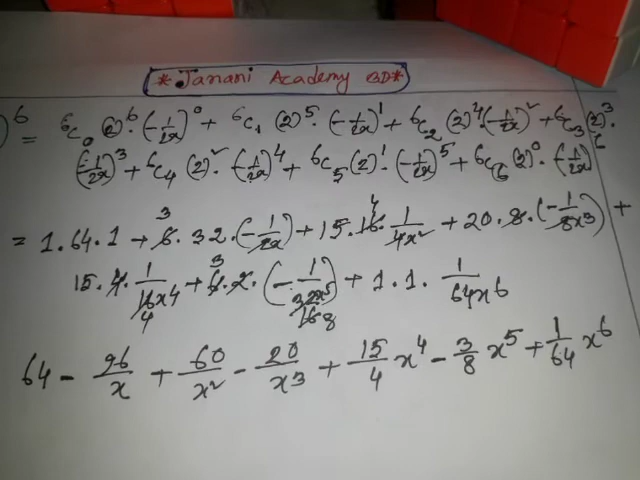 *Janani Academy BD*
)⁶ = ⁶C₀ (2)⁶·(-1/2x)⁰ + ⁶C₁ (2)⁵·(-1/2x)¹ + ⁶C₂ (2)⁴·(-1/2x)² + ⁶C₃ (2)³·
(-1/2x)³ + ⁶C₄ (2)²·(-1/2x)⁴ + ⁶C₅ (2)¹·(-1/2x)⁵ + ⁶C₆ (2)⁰·(-1/2x)⁶
= 1.64.1 + 6.32.(-1/2x) + 15.16.1/4x² + 20.8.(-1/8x³) +
15.4.1/16x⁴ + 6.2.(-1/32x⁵) + 1.1.1/64x⁶
64 - 96/x + 60/x² - 20/x³ + 15/4 x⁴ - 3/8 x⁵ + 1/64 x⁶